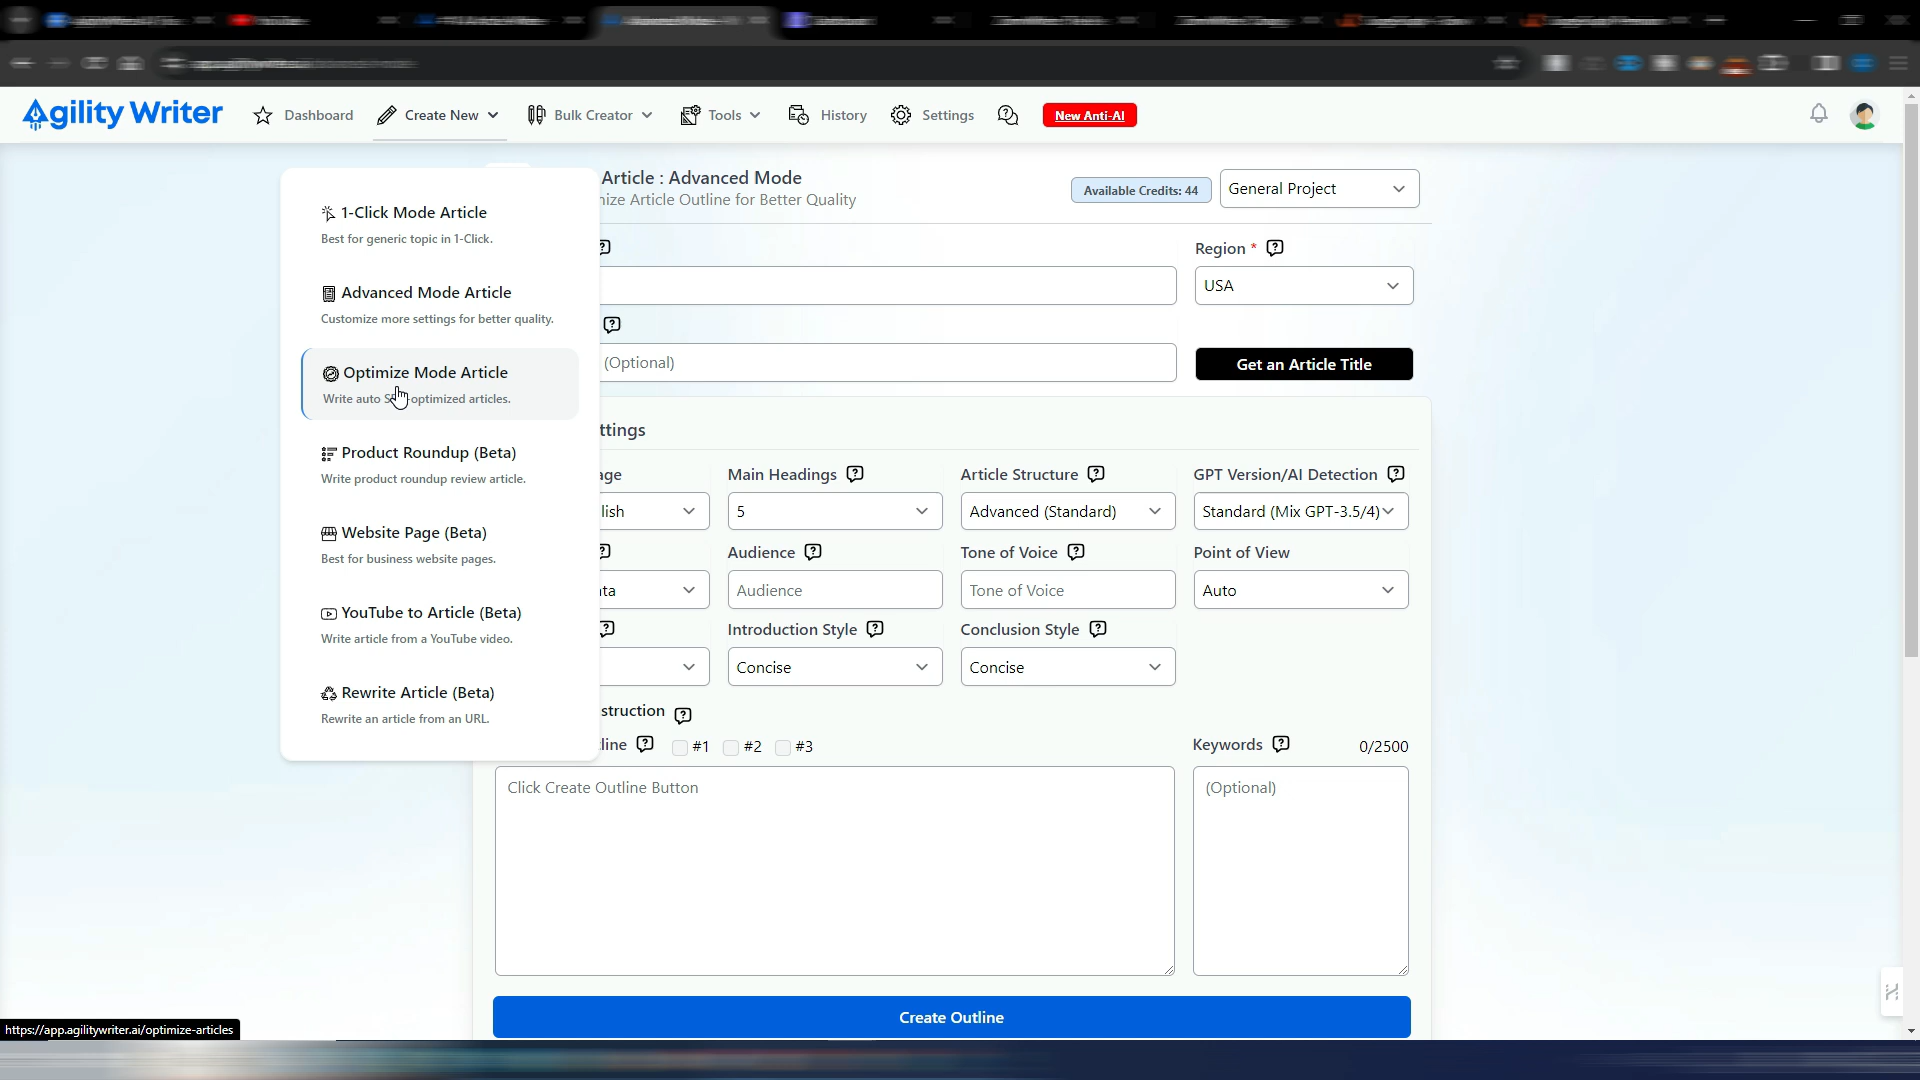 Agility Writer
Dashboard
Create New
Bulk Creator
Tools
History
Settings
New Anti-AI
1-Click Mode Article
Best for generic topic in 1-Click.
Advanced Mode Article
Customize more settings for better quality.
Optimize Mode Article
Write auto optimized articles.
Product Roundup (Beta)
Write product roundup review article.
Website Page (Beta)
Best for business website pages.
YouTube to Article (Beta)
Write article from a YouTube video.
Rewrite Article (Beta)
Rewrite an article from an URL.
Article : Advanced Mode
nize Article Outline for Better Quality
Available Credits: 44
General Project
Region *
USA
(Optional)
Get an Article Title
ttings
ge
lish
Main Headings
5
Article Structure
Advanced (Standard)
GPT Version/AI Detection
Standard (Mix GPT-3.5/4)
ta
Audience
Audience
Tone of Voice
Tone of Voice
Point of View
Auto
Introduction Style
Concise
Conclusion Style
Concise
struction
line
#1
#2
#3
Keywords
0/2500
Click Create Outline Button
(Optional)
Create Outline
https://app.agilitywriter.ai/optimize-articles